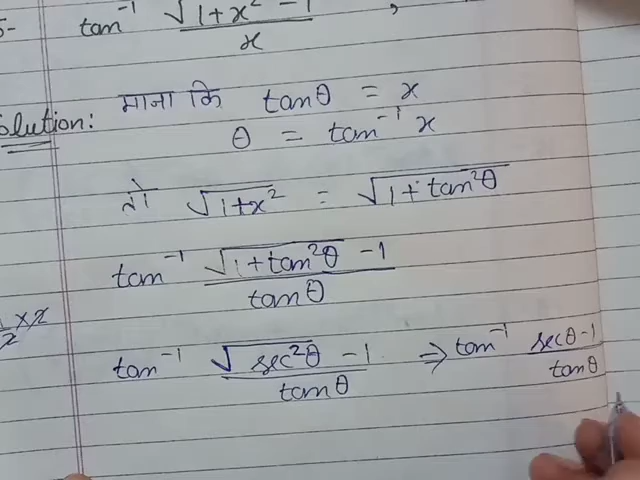 5- tan⁻¹ (√(1+x²) -1)/x ,
Solution: माना कि tanθ = x
θ = tan⁻¹ x
तो √(1+x²) = √(1+tan²θ)
tan⁻¹ (√(1+tan²θ) -1)/tanθ
tan⁻¹ (√(sec²θ) -1)/tanθ ⇒ tan⁻¹ (secθ-1)/tanθ